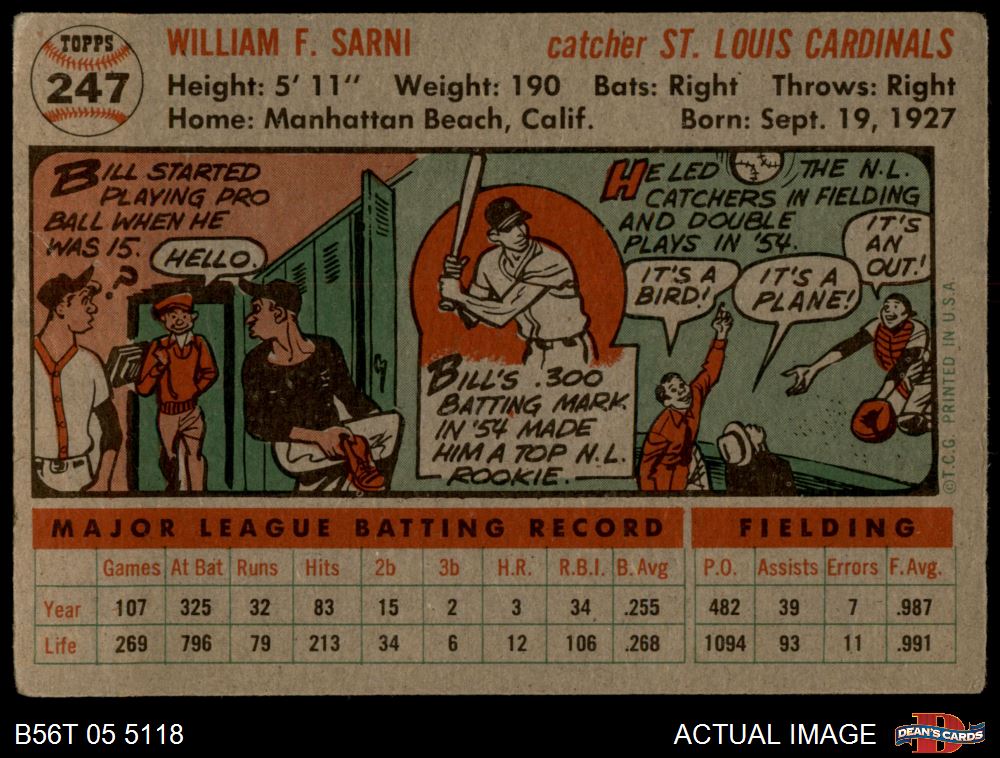 TOPPS
247
WILLIAM F. SARNI catcher ST. LOUIS CARDINALS
Height: 5' 11" Weight: 190 Bats: Right Throws: Right
Home: Manhattan Beach, Calif. Born: Sept. 19, 1927
BILL STARTED
PLAYING PRO
BALL WHEN HE
WAS 15.
?
HELLO.
BILL'S .300
BATTING MARK
IN '54 MADE
HIM A TOP N.L.
ROOKIE.
HE LED THE N.L.
CATCHERS IN FIELDING
AND DOUBLE
PLAYS IN '54.
IT'S A
BIRD!
IT'S A
PLANE!
IT'S
AN
OUT!
©T.C.G. PRINTED IN U.S.A.
MAJOR LEAGUE BATTING RECORD FIELDING
Games At Bat Runs Hits 2b 3b H.R. R.B.I. B. Avg P.O. Assists Errors F. Avg.
Year 107 325 32 83 15 2 3 34 .255 482 39 7 .987
Life 269 796 79 213 34 6 12 106 .268 1094 93 11 .991
B56T 05 5118 ACTUAL IMAGE DEAN'S CARDS